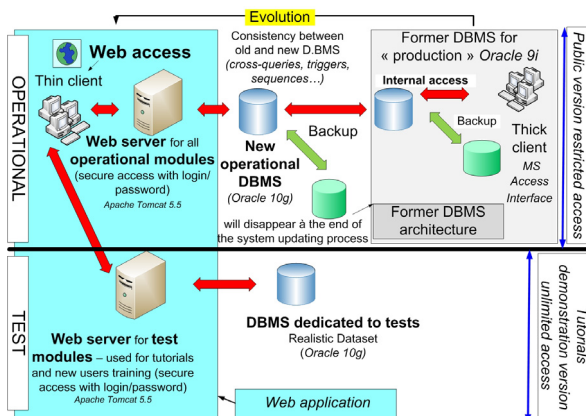 Evolution
Web access
Thin client
Web server for all
operational modules
(secure access with login/
password)
Apache Tomcat 5.5
Consistency between
old and new D.BMS
(cross-queries, triggers,
sequences…)
New
operational
DBMS
(Oracle 10g)
Backup
will disappear à the end
of the system updating process
Former DBMS for
« production » Oracle 9i
Internal access
Backup
Thick
client
MS
Access
Interface
Former DBMS
architecture
OPERATIONAL
Public version restricted access
TEST
Web server for test
modules – used for tutorials
and new users training (secure
access with login/password)
Apache Tomcat 5.5
DBMS dedicated to tests
Realistic Dataset
(Oracle 10g)
Web application
Tutorials
demonstration version
unlimited access